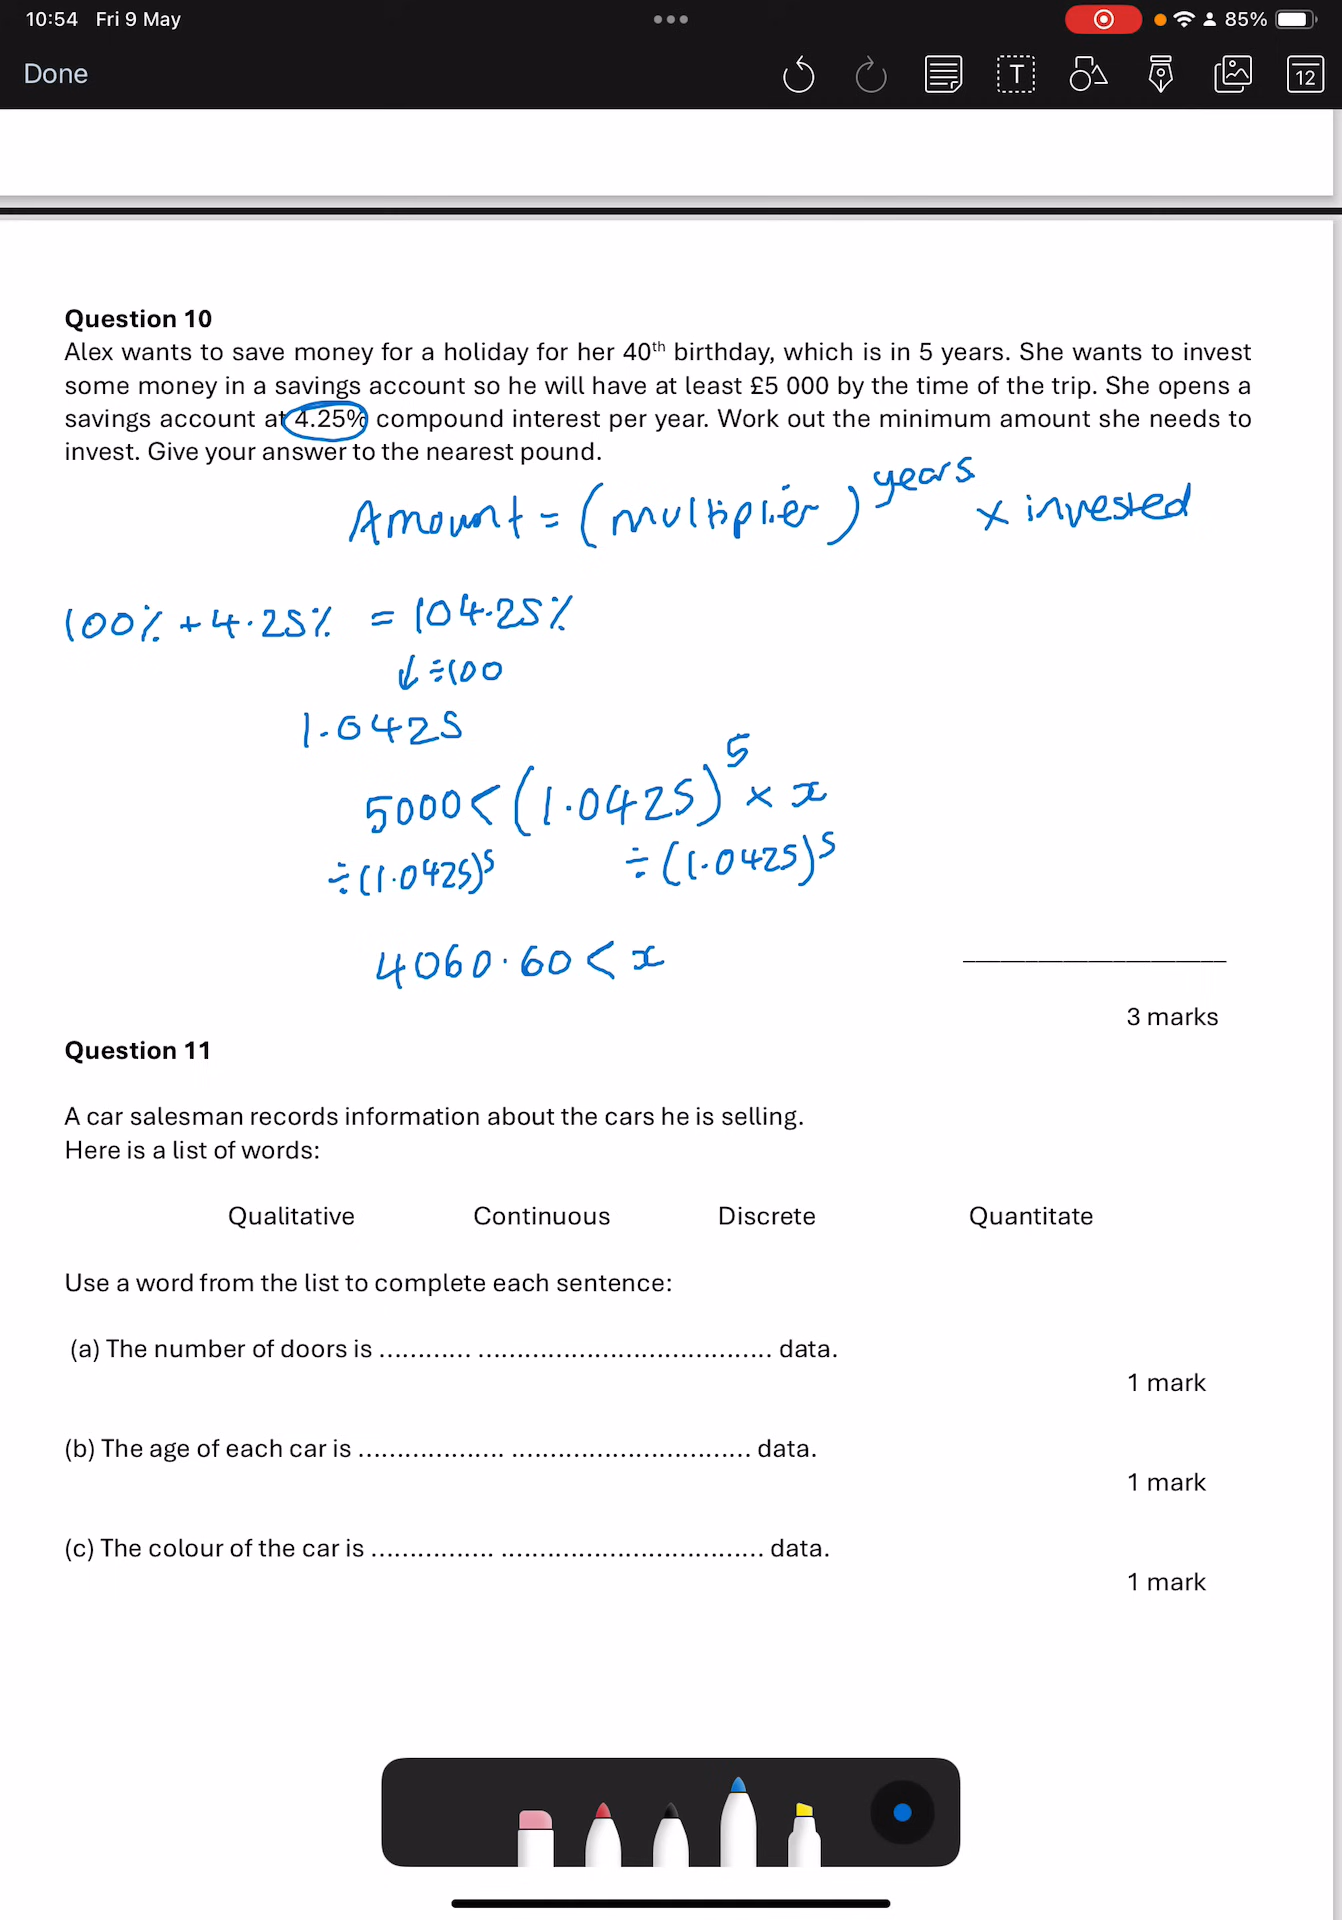 10:54 Fri 9 May
85%
Done
T
12
Question 10
Alex wants to save money for a holiday for her 40th birthday, which is in 5 years. She wants to invest
some money in a savings account so he will have at least £5 000 by the time of the trip. She opens a
savings account at 4.25% compound interest per year. Work out the minimum amount she needs to
invest. Give your answer to the nearest pound.
Amount = (multiplier)^years × invested
100% + 4.25% = 104.25%
↓ ÷100
1.0425
5000 < (1.0425)^5 × x
÷(1.0425)^5 ÷(1.0425)^5
4060.60 < x
3 marks
Question 11
A car salesman records information about the cars he is selling.
Here is a list of words:
Qualitative Continuous Discrete Quantitate
Use a word from the list to complete each sentence:
(a) The number of doors is ............ ...................................... data.
1 mark
(b) The age of each car is ................... ............................... data.
1 mark
(c) The colour of the car is ................ .................................. data.
1 mark